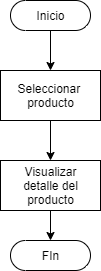 Inicio
Seleccionar
producto
Visualizar
detalle del
producto
FIn